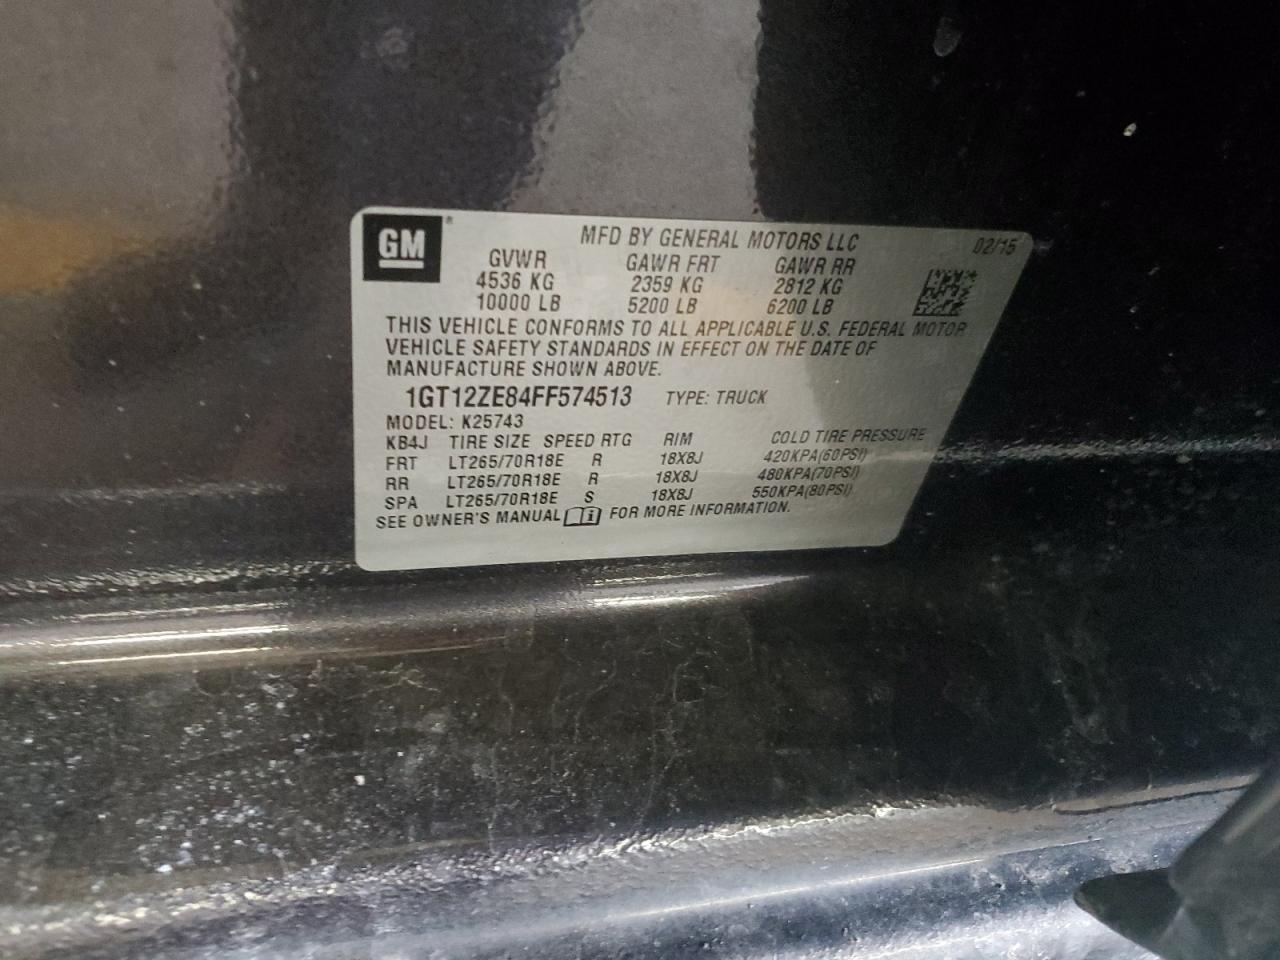 GM®
MFD BY GENERAL MOTORS LLC 02/15
GVWR GAWR FRT GAWR RR
4536 KG 2359 KG 2812 KG
10000 LB 5200 LB 6200 LB
THIS VEHICLE CONFORMS TO ALL APPLICABLE U.S. FEDERAL MOTOR
VEHICLE SAFETY STANDARDS IN EFFECT ON THE DATE OF
MANUFACTURE SHOWN ABOVE.
1GT12ZE84FF574513 TYPE: TRUCK
MODEL: K25743
KB4J TIRE SIZE SPEED RTG RIM COLD TIRE PRESSURE
FRT LT265/70R18E R 18X8J 420KPA(60PSI)
RR LT265/70R18E R 18X8J 480KPA(70PSI)
SPA LT265/70R18E S 18X8J 550KPA(80PSI)
SEE OWNER'S MANUAL i FOR MORE INFORMATION.